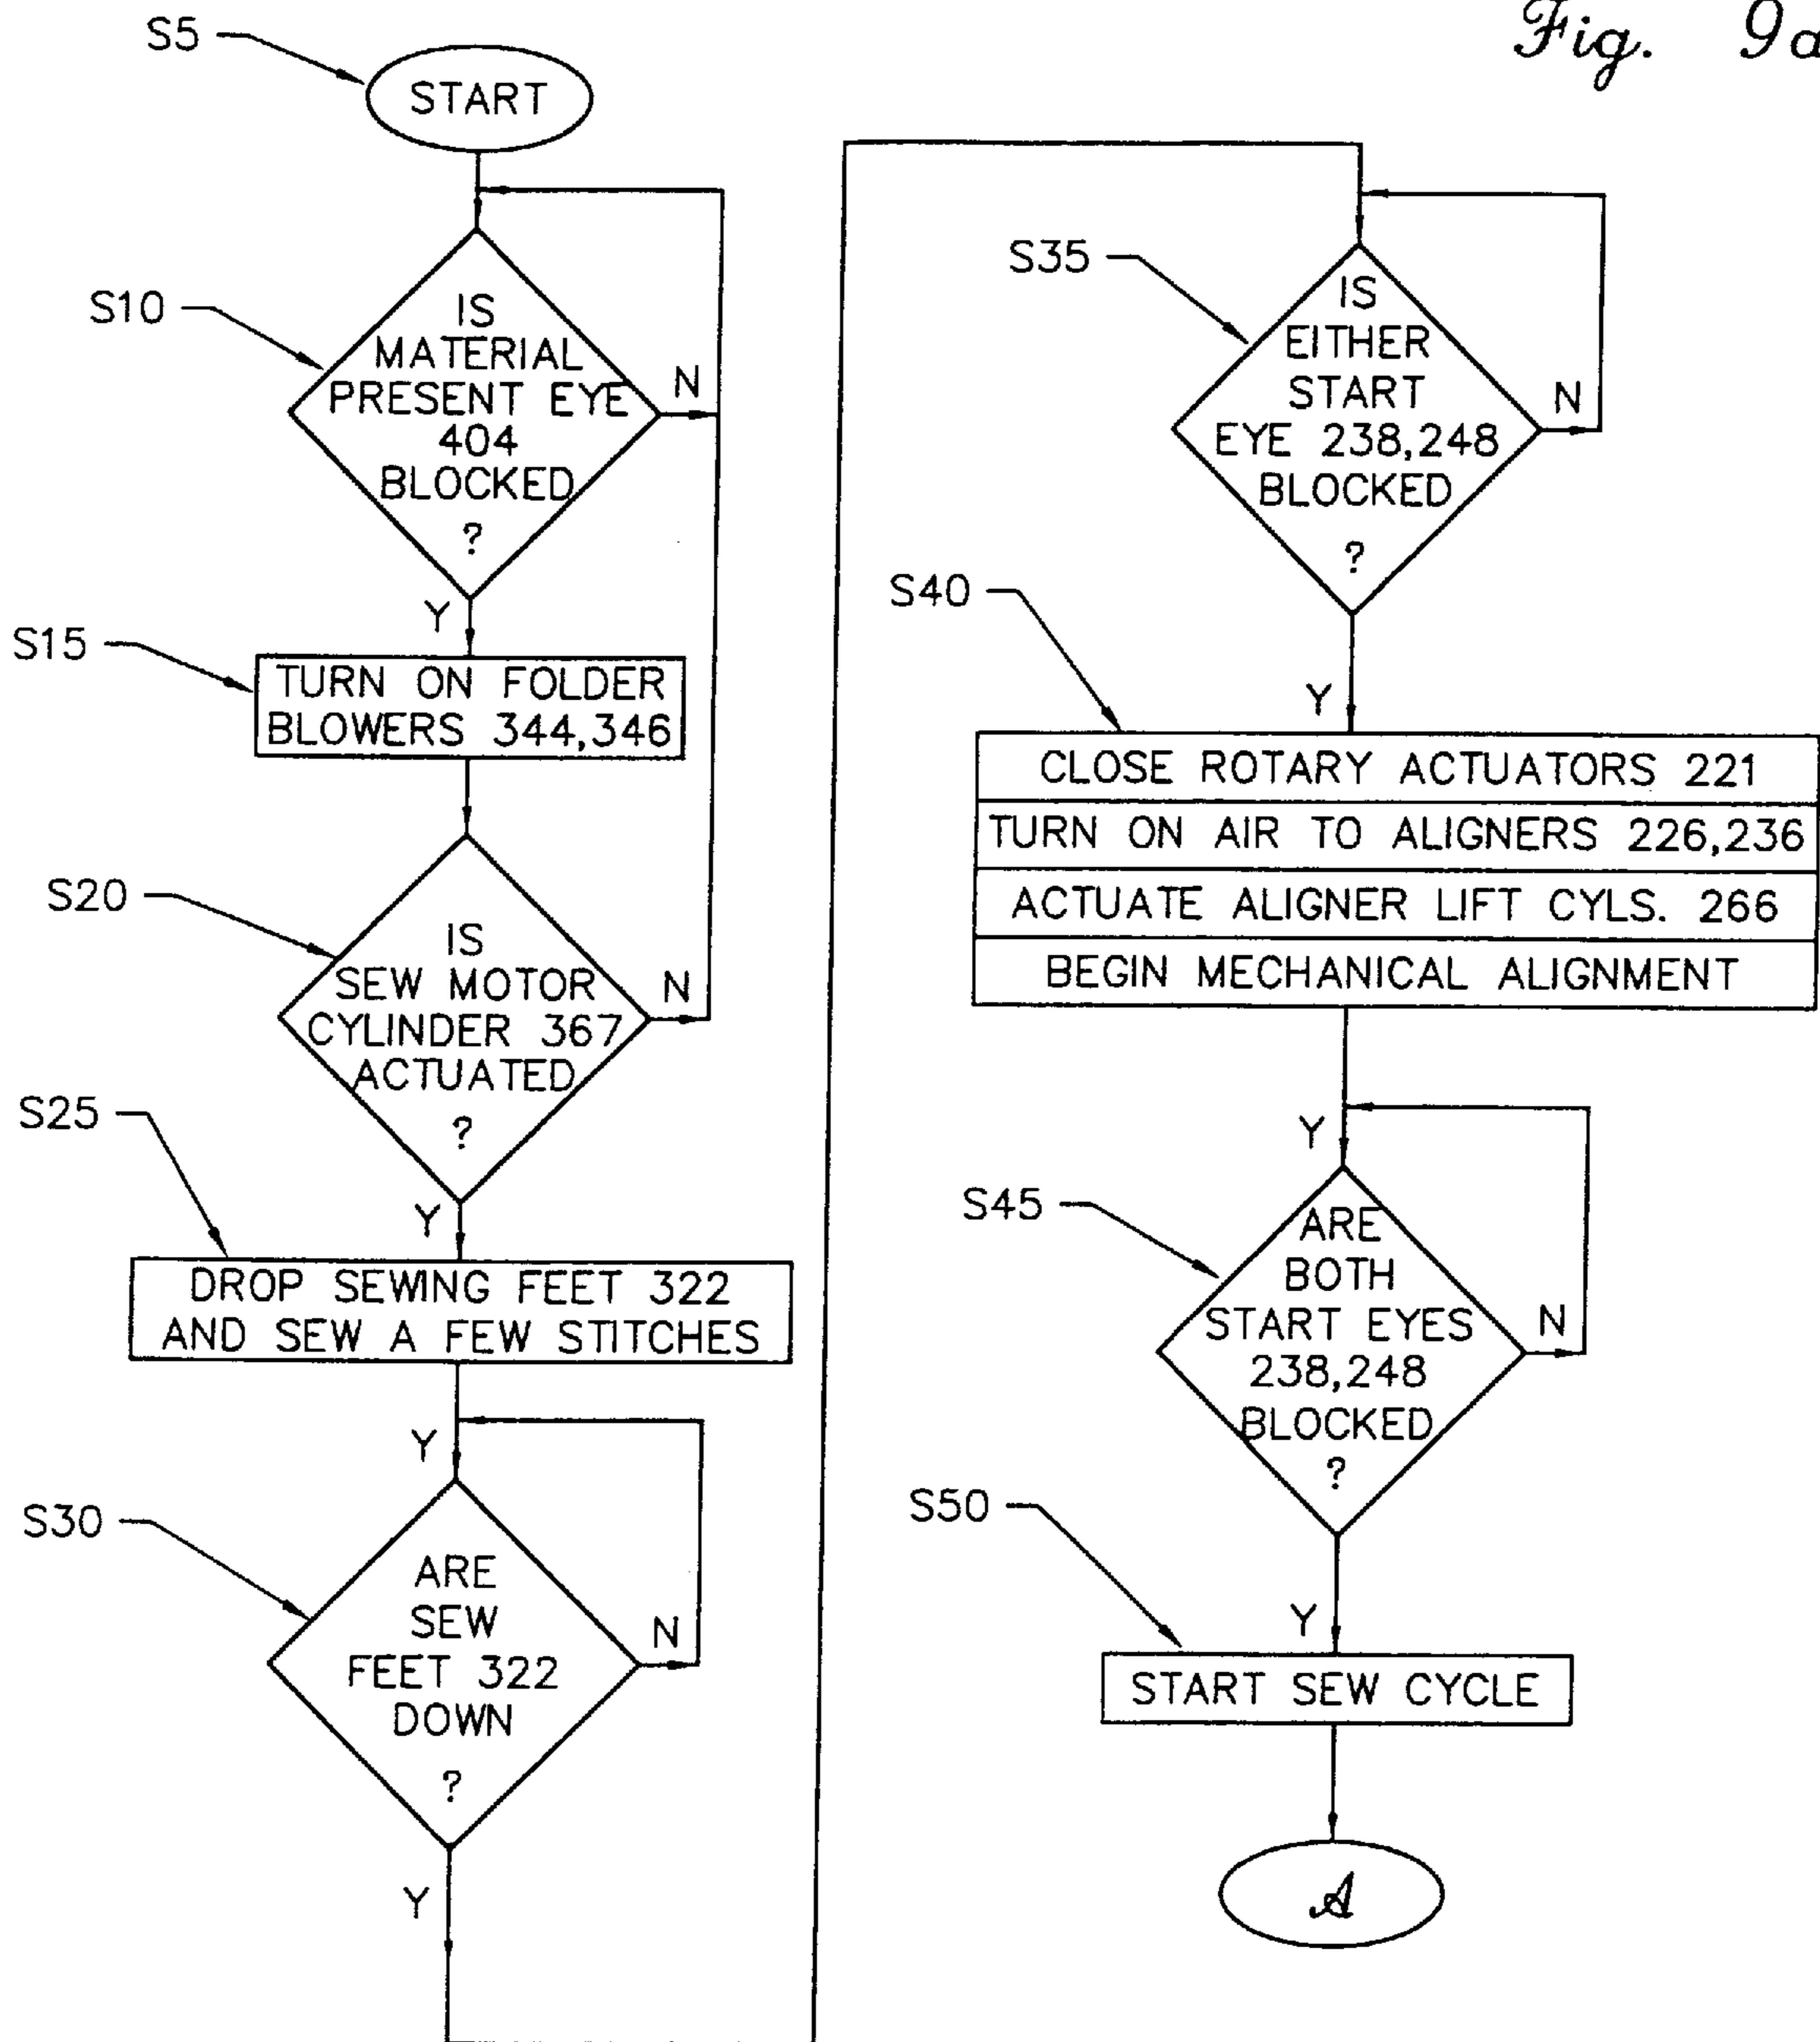 Fig. 9a
S5
START
S10
IS
MATERIAL
PRESENT EYE
404
BLOCKED
?
N
Y
S15
TURN ON FOLDER
BLOWERS 344,346
S20
IS
SEW MOTOR
CYLINDER 367
ACTUATED
?
N
Y
S25
DROP SEWING FEET 322
AND SEW A FEW STITCHES
Y
S30
ARE
SEW
FEET 322
DOWN
?
N
Y
S35
IS
EITHER
START
EYE 238,248
BLOCKED
?
N
Y
S40
CLOSE ROTARY ACTUATORS 221
TURN ON AIR TO ALIGNERS 226,236
ACTUATE ALIGNER LIFT CYLS. 266
BEGIN MECHANICAL ALIGNMENT
Y
S45
ARE
BOTH
START EYES
238,248
BLOCKED
?
N
Y
S50
START SEW CYCLE
A